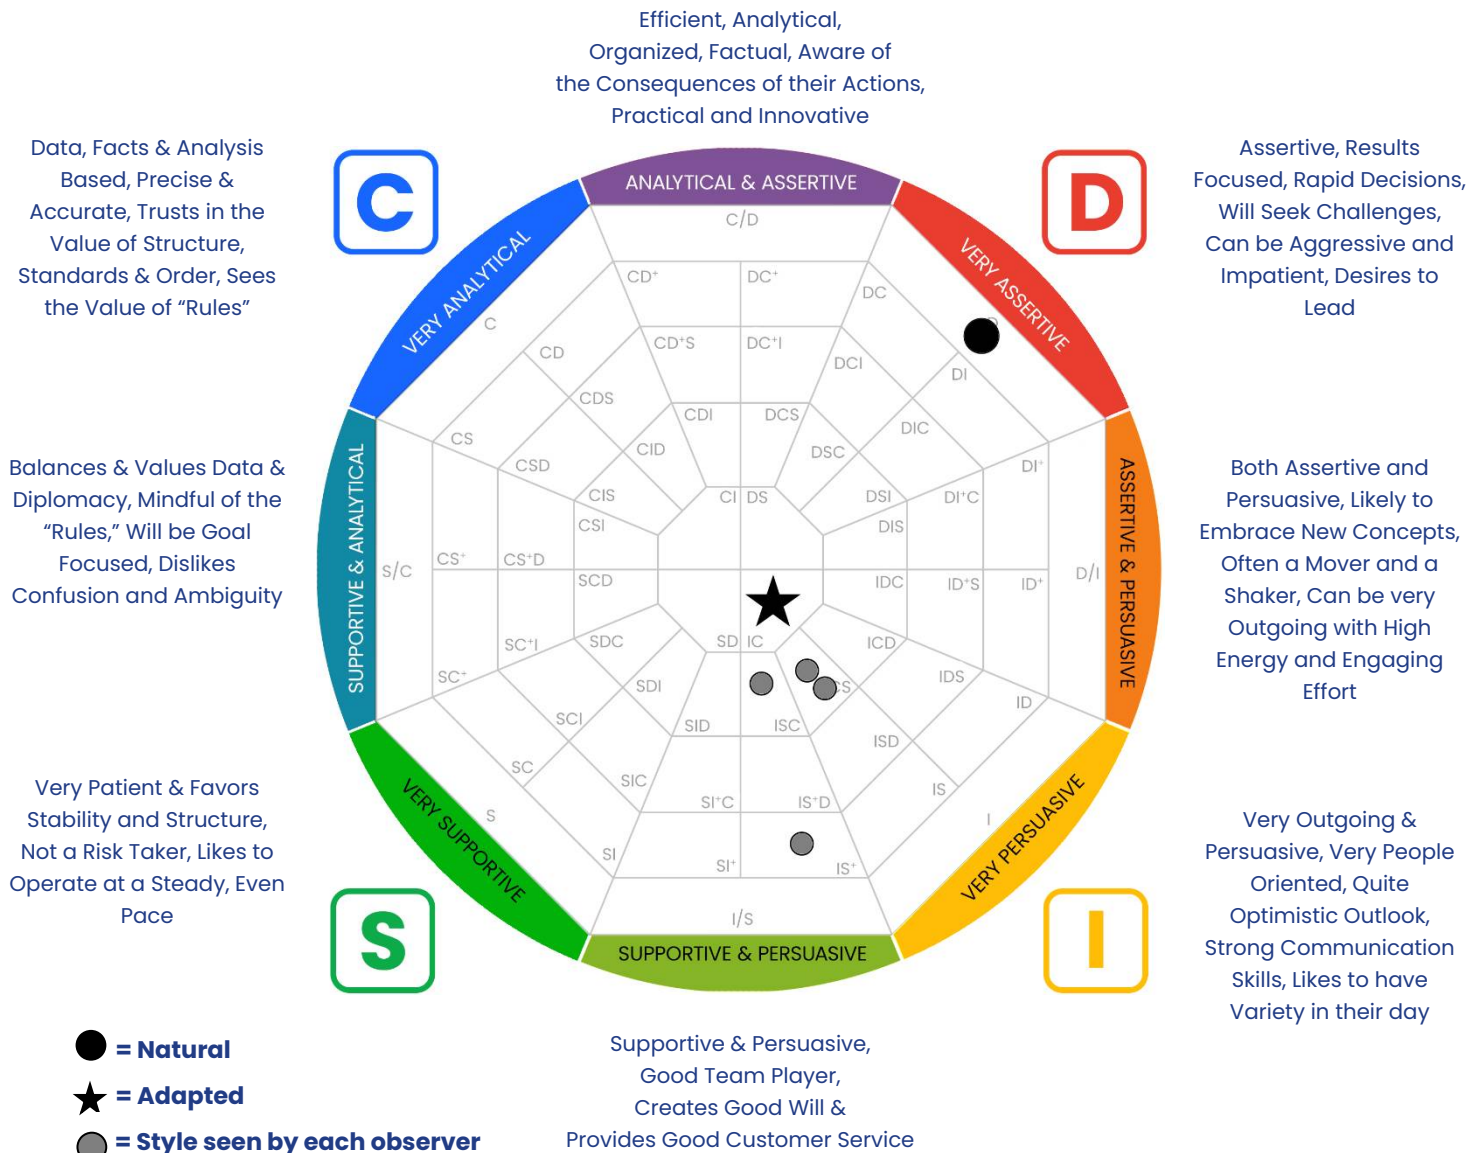 Efficient, Analytical,
Organized, Factual, Aware of
the Consequences of their Actions,
Practical and Innovative
Data, Facts & Analysis
Based, Precise &
Accurate, Trusts in the
Value of Structure,
Standards & Order, Sees
the Value of “Rules”
C
ANALYTICAL & ASSERTIVE
D
Assertive, Results
Focused, Rapid Decisions,
Will Seek Challenges,
Can be Aggressive and
Impatient, Desires to
Lead
VERY ANALYTICAL
VERY ASSERTIVE
C/D
CD⁺
DC⁺
DC
C
CD
CD⁺S
DC⁺I
DCI
DI
CDS
CDI
DCS
DIC
CS
CID
DSC
DI⁺
CSD
CIS
CI
DS
DSI
DI⁺C
CSI
DIS
Balances & Values Data &
Diplomacy, Mindful of the
“Rules,” Will be Goal
Focused, Dislikes
Confusion and Ambiguity
SUPPORTIVE & ANALYTICAL
S/C
CS⁺
CS⁺D
SCD
IDC
ID⁺S
ID⁺
D/I
ASSERTIVE & PERSUASIVE
Both Assertive and
Persuasive, Likely to
Embrace New Concepts,
Often a Mover and a
Shaker, Can be very
Outgoing with High
Energy and Engaging
Effort
SC⁺I
SDC
SD
IC
ICD
SC⁺
SDI
IDS
ID
SCI
SID
ISC
ISD
SC
SIC
SI⁺C
IS⁺D
IS
S
I
SI
SI⁺
IS⁺
I/S
VERY SUPPORTIVE
VERY PERSUASIVE
Very Patient & Favors
Stability and Structure,
Not a Risk Taker, Likes to
Operate at a Steady, Even
Pace
S
SUPPORTIVE & PERSUASIVE
I
Very Outgoing &
Persuasive, Very People
Oriented, Quite
Optimistic Outlook,
Strong Communication
Skills, Likes to have
Variety in their day
= Natural
= Adapted
= Style seen by each observer
Supportive & Persuasive,
Good Team Player,
Creates Good Will &
Provides Good Customer Service